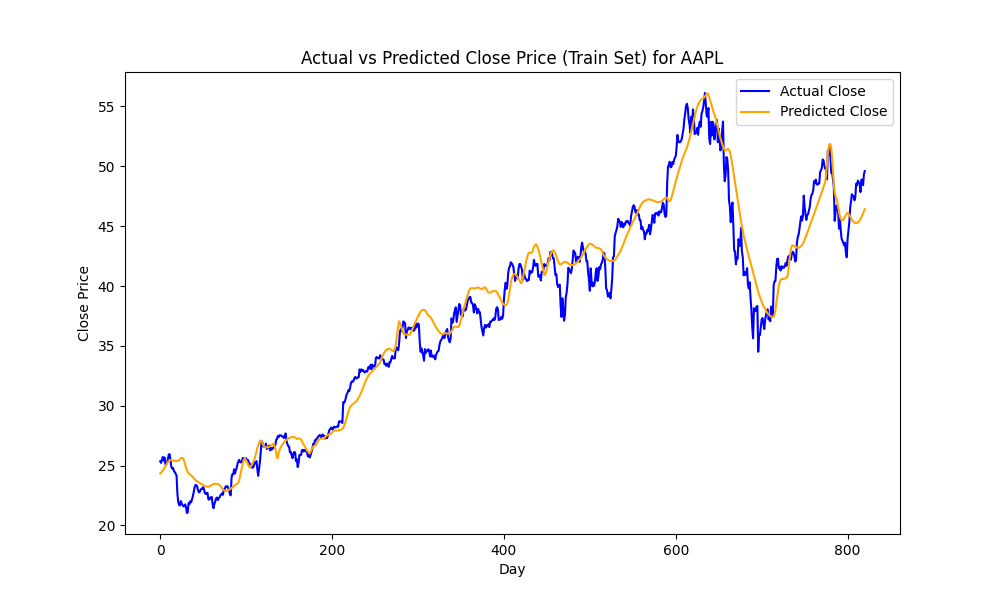 Actual vs Predicted Close Price (Train Set) for AAPL
Actual Close
Predicted Close
Close Price
55
50
45
40
35
30
25
20
0 200 400 600 800
Day